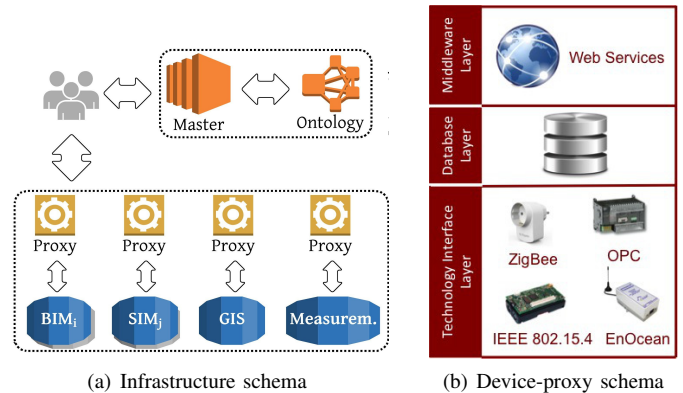 Master
Ontology
Proxy
Proxy
Proxy
Proxy
BIMi
SIMj
GIS
Measurem.
(a) Infrastructure schema
Middleware
Layer
Web Services
Database
Layer
Technology Interface
Layer
ZigBee
OPC
IEEE 802.15.4
EnOcean
(b) Device-proxy schema